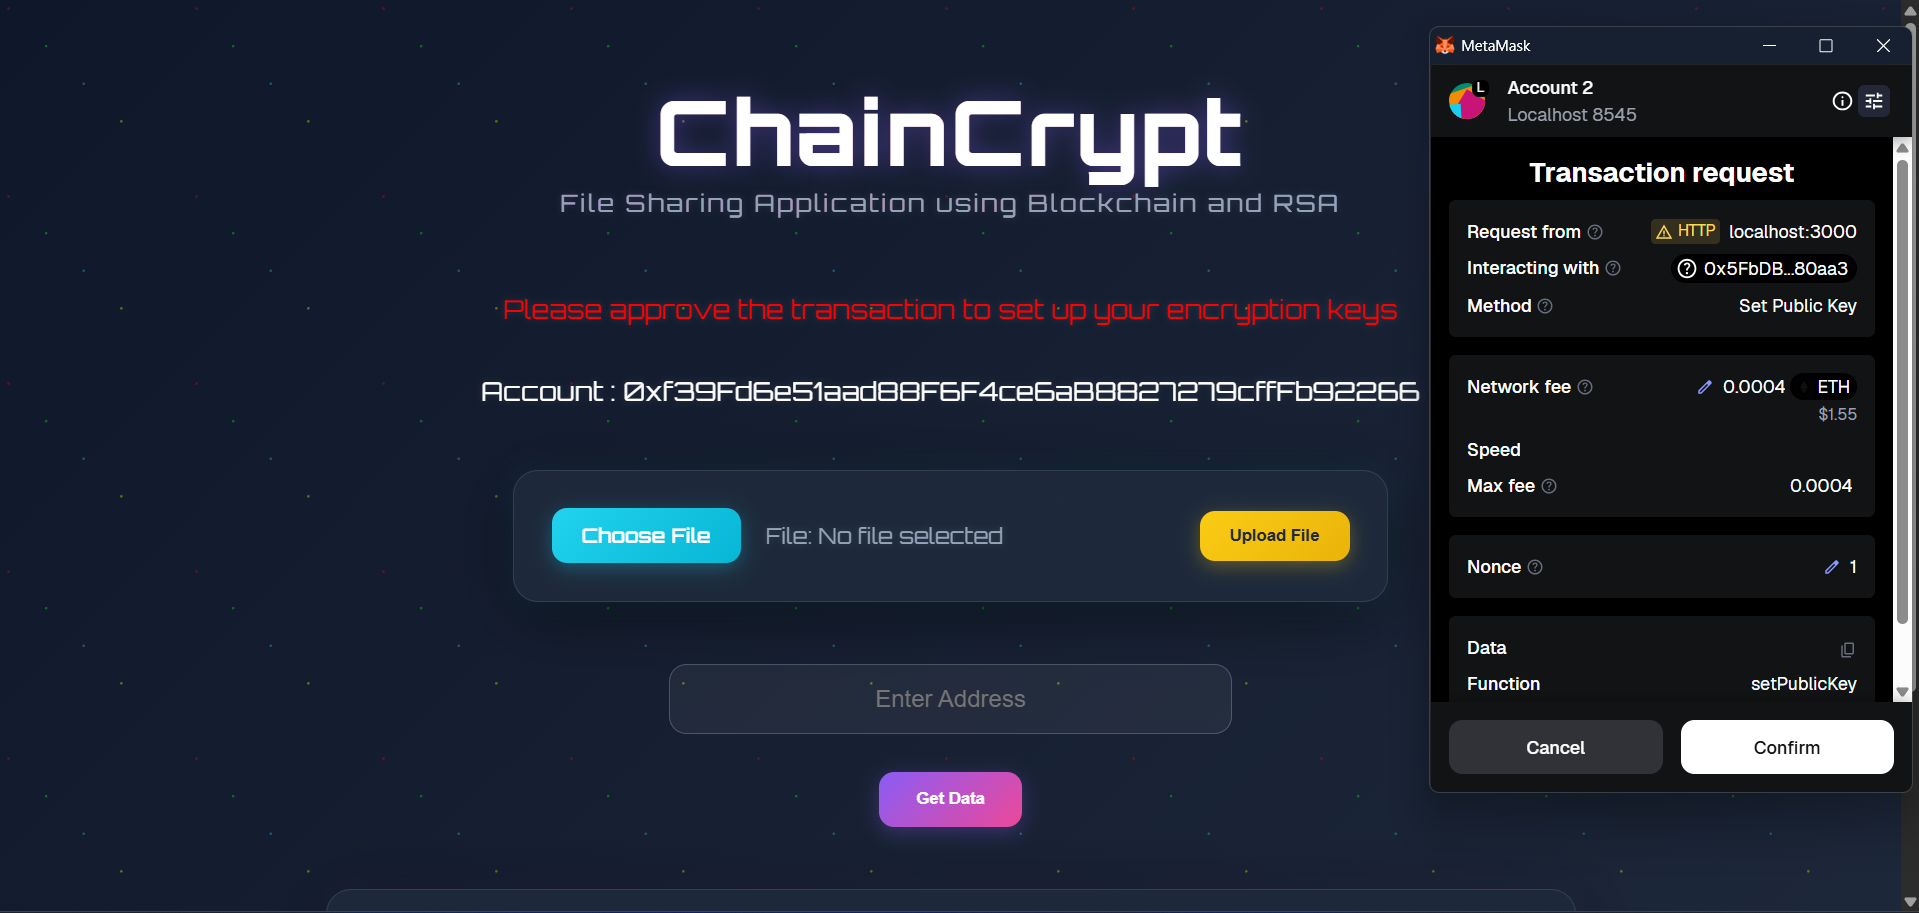 ChainCrypt
File Sharing Application using Blockchain and RSA
Please approve the transaction to set up your encryption keys
Account : 0xf39Fd6e51aad88F6F4ce6aB8827279cffFb92266
Choose File
File: No file selected
Upload File
Enter Address
Get Data
MetaMask
L
Account 2
Localhost 8545
Transaction request
Request from HTTP localhost:3000
Interacting with 0x5FbDB...80aa3
Method Set Public Key
Network fee 0.0004 ETH
$1.55
Speed
Max fee 0.0004
Nonce 1
Data
Function setPublicKey
Cancel
Confirm